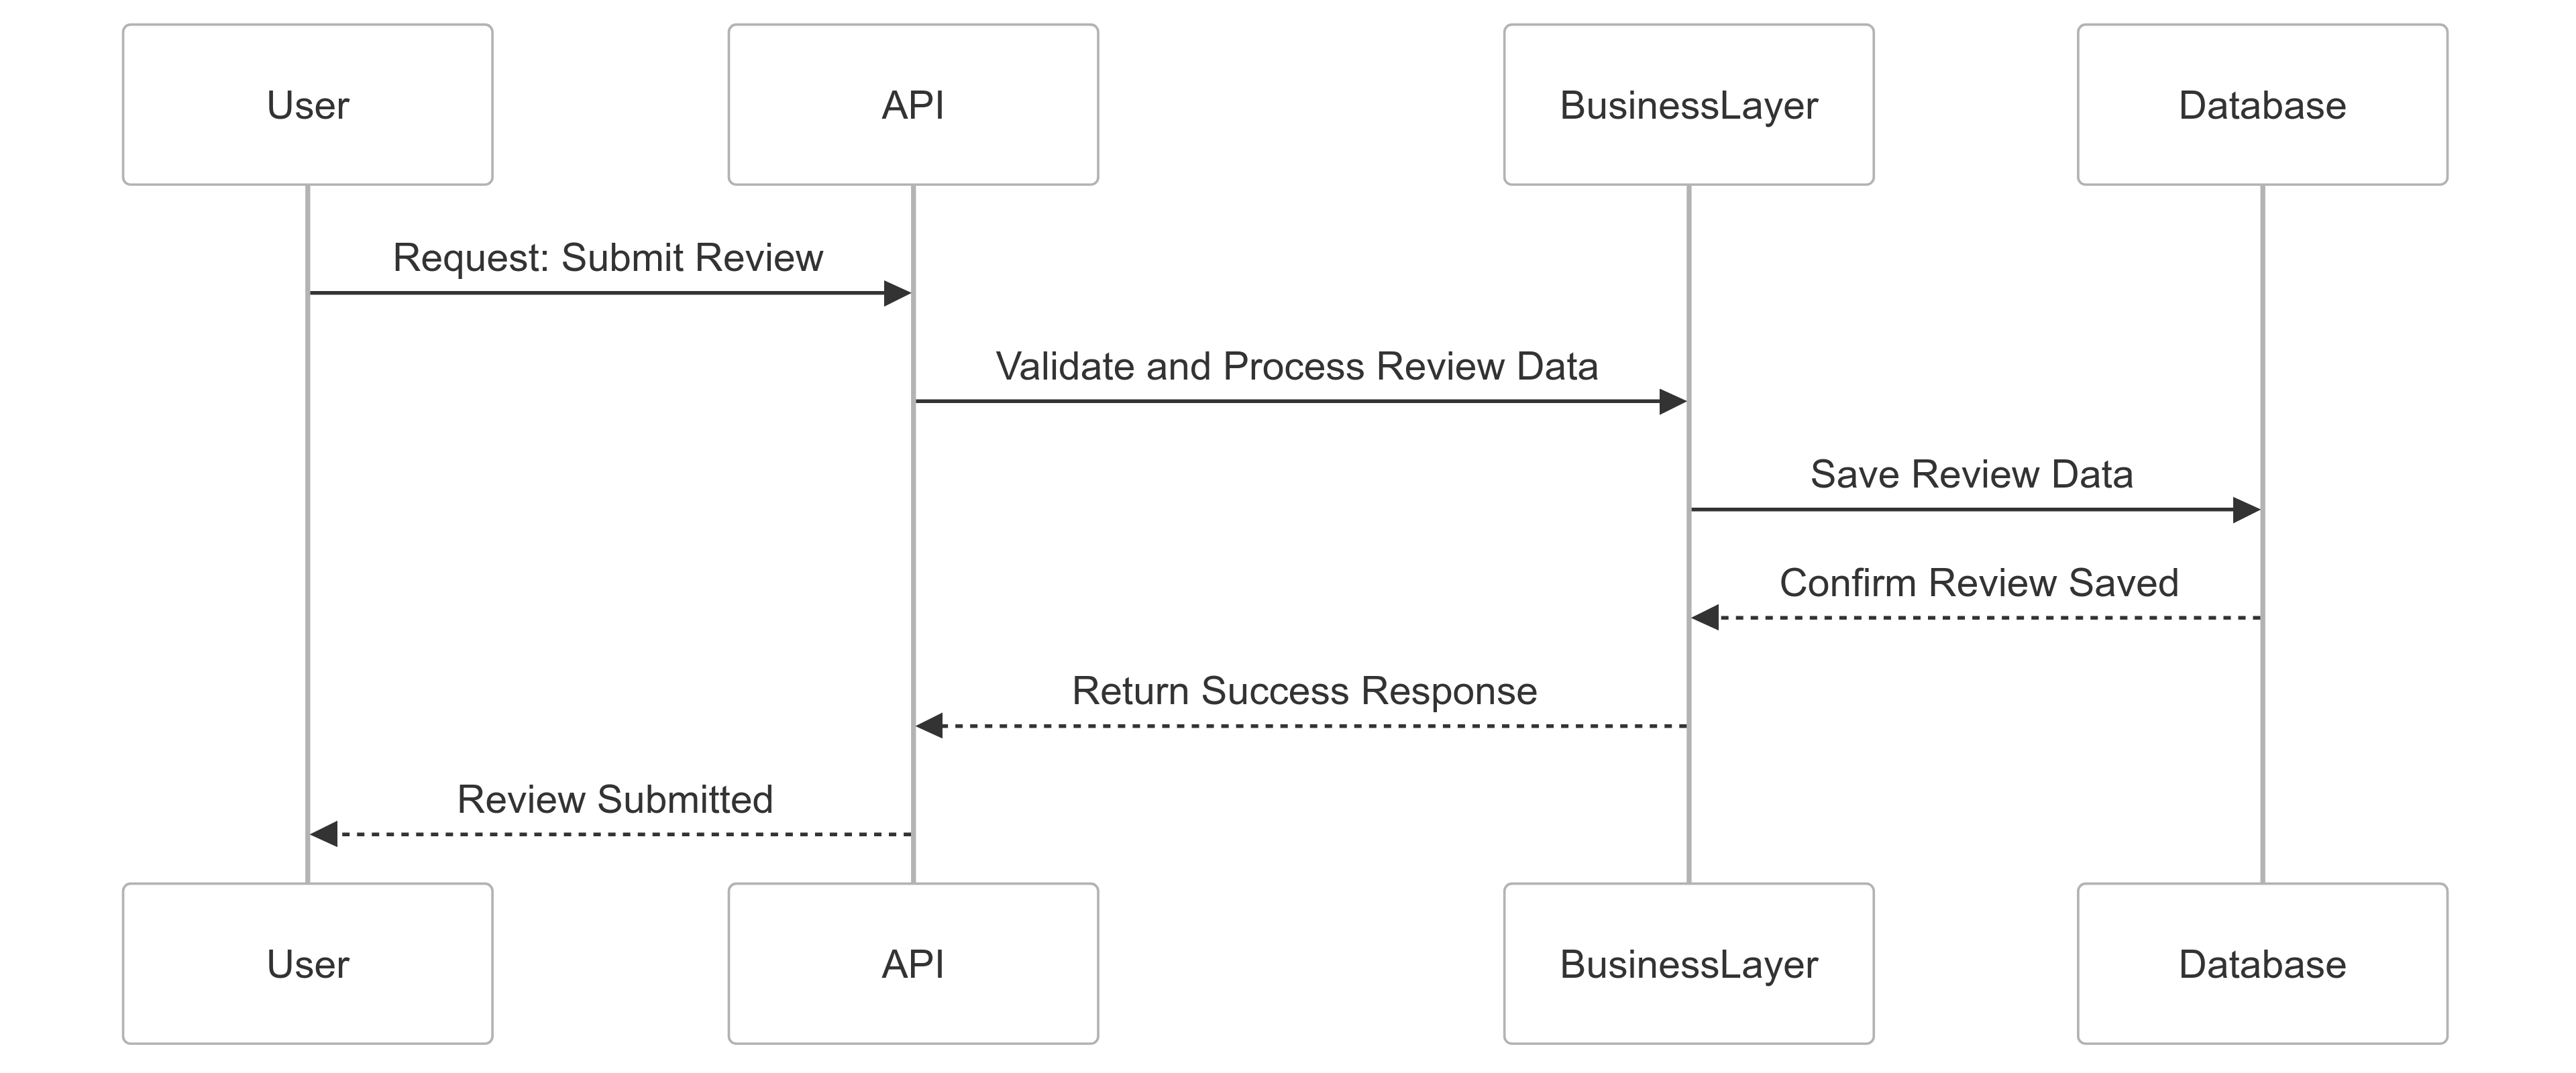 User
API
BusinessLayer
Database
Request: Submit Review
Validate and Process Review Data
Save Review Data
Confirm Review Saved
Return Success Response
Review Submitted
User
API
BusinessLayer
Database